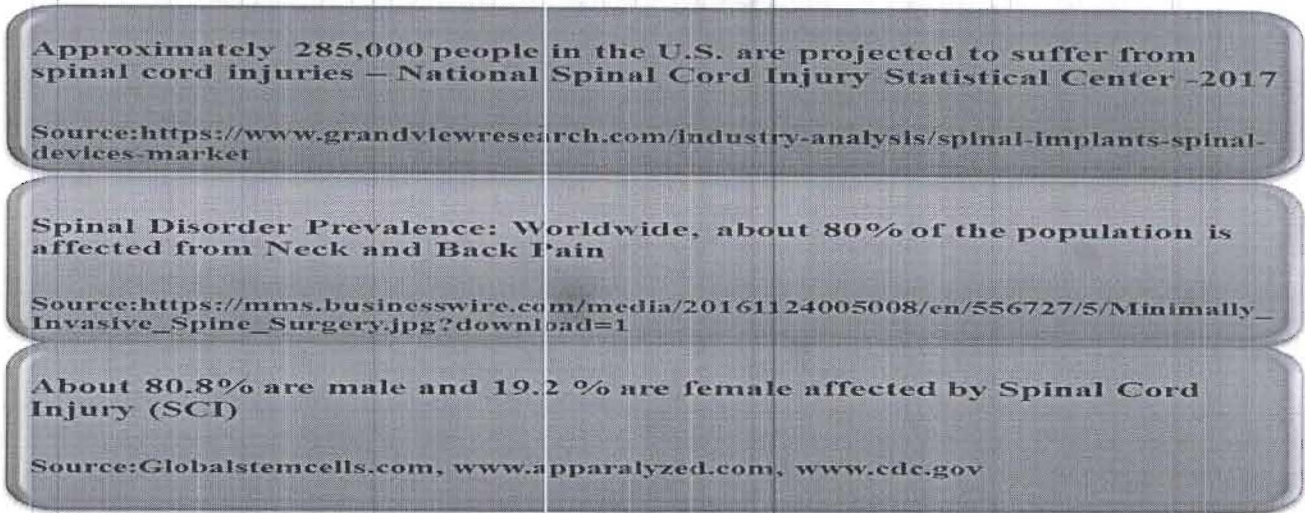 Approximately 285,000 people in the U.S. are projected to suffer from
spinal cord injuries – National Spinal Cord Injury Statistical Center -2017
Source:https://www.grandviewresearch.com/industry-analysis/spinal-implants-spinal-
devices-market
Spinal Disorder Prevalence: Worldwide, about 80% of the population is
affected from Neck and Back Pain
Source:https://mms.businesswire.com/media/20161124005008/en/556727/5/Minimally_
Invasive_Spine_Surgery.jpg?download=1
About 80.8% are male and 19.2 % are female affected by Spinal Cord
Injury (SCI)
Source:Globalstemcells.com, www.apparalyzed.com, www.cdc.gov